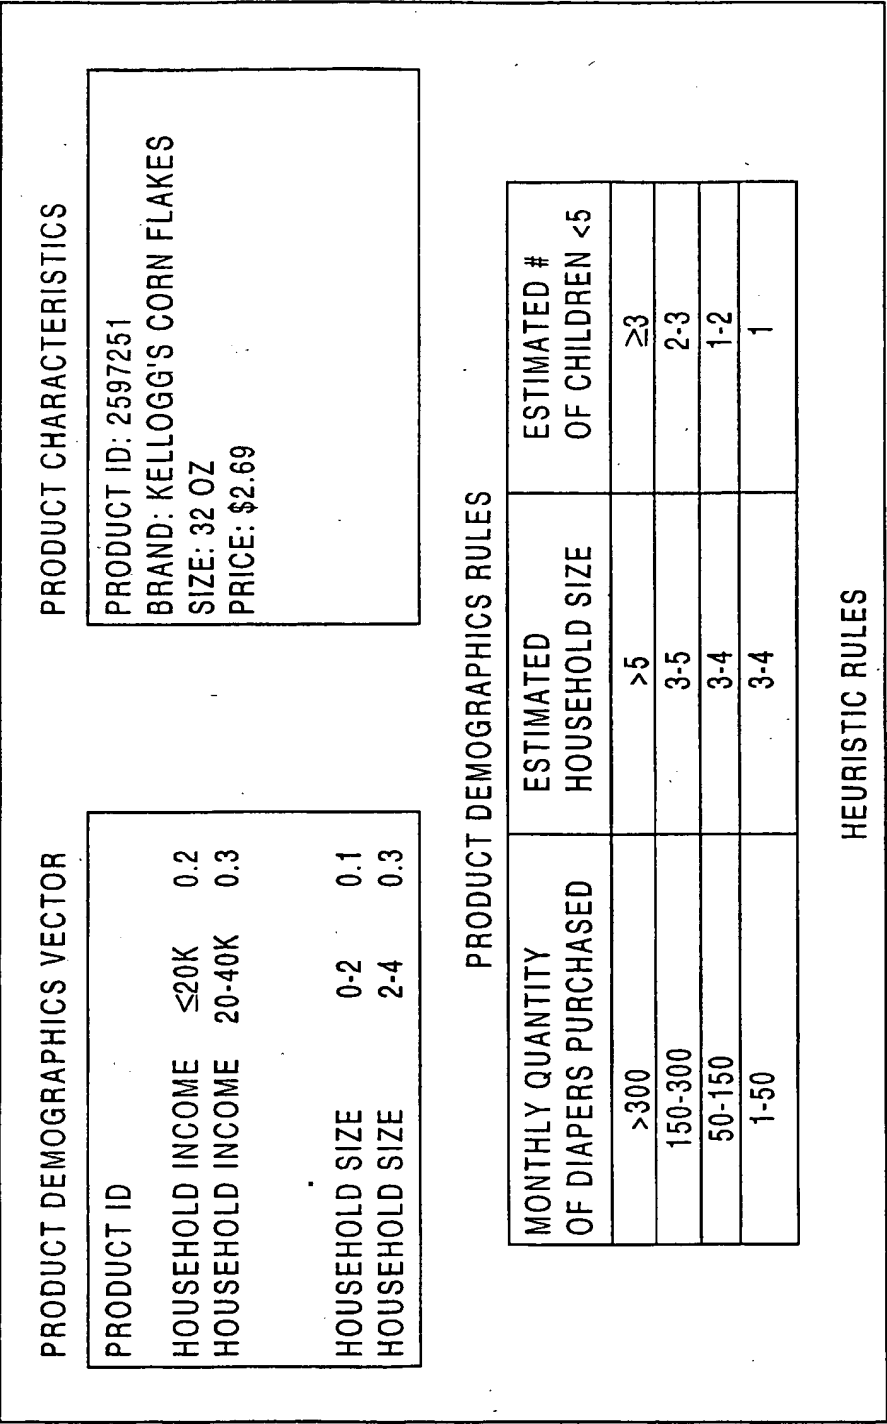 PRODUCT DEMOGRAPHICS VECTOR
PRODUCT ID
HOUSEHOLD INCOME ≤20K 0.2
HOUSEHOLD INCOME 20-40K 0.3
HOUSEHOLD SIZE 0-2 0.1
HOUSEHOLD SIZE 2-4 0.3
PRODUCT CHARACTERISTICS
PRODUCT ID: 2597251
BRAND: KELLOGG'S CORN FLAKES
SIZE: 32 OZ
PRICE: $2.69
PRODUCT DEMOGRAPHICS RULES
MONTHLY QUANTITY
OF DIAPERS PURCHASED
ESTIMATED
HOUSEHOLD SIZE
ESTIMATED #
OF CHILDREN <5
>300 >5 ≥3
150-300 3-5 2-3
50-150 3-4 1-2
1-50 3-4 1
HEURISTIC RULES